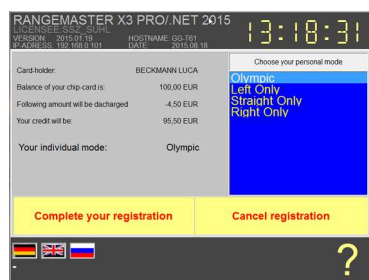 RANGEMASTER X3 PRO/.NET 2015
LICENSEE:SSZ_SUHL
VERSION: 2015.01.19 HOSTNAME: GG-T61
IP-ADRESS: 192.168.0.101 DATE: 2015.08.18
13:18:31
Card-holder: BECKMANN LUCA
Balance of your chip-card is: 100,00 EUR
Following amount will be dacharged -4,50 EUR
Your credit will be: 95,50 EUR
Your individual mode: Olympic
Choose your personal mode
Olympic
Left Only
Straight Only
Right Only
Complete your registration
Cancel registration
?
-